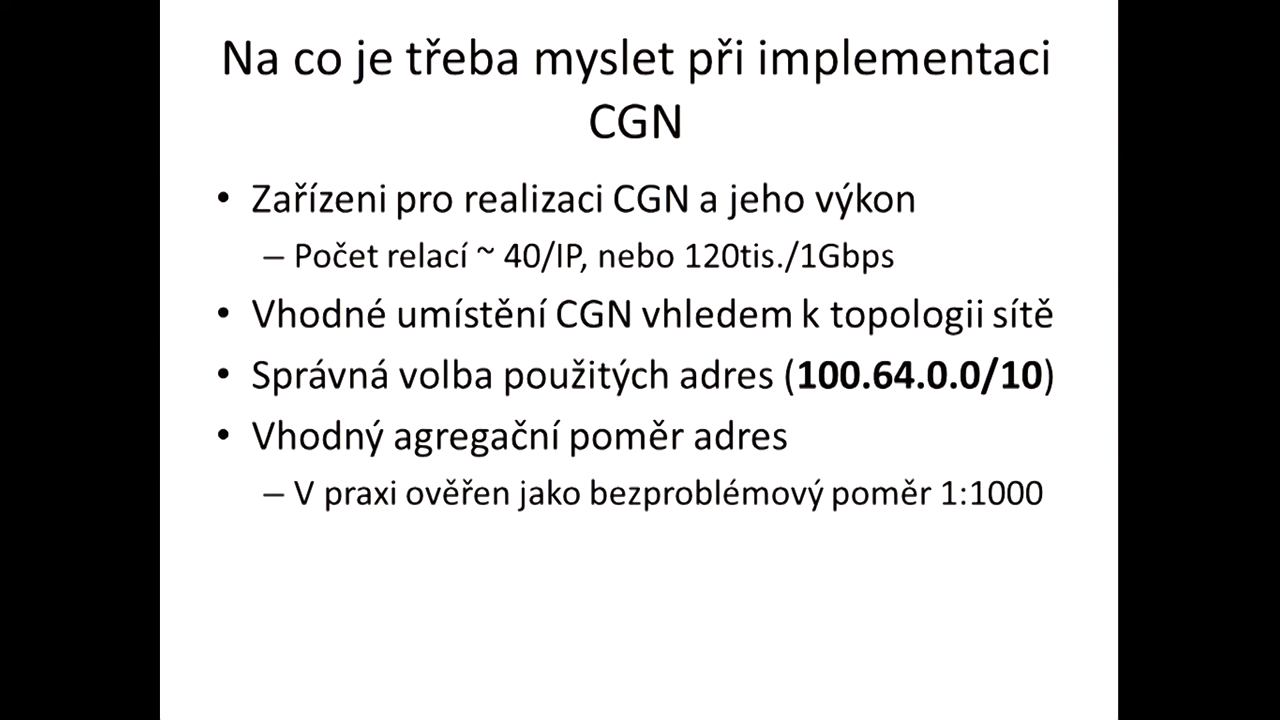 Na co je třeba myslet při implementaci
CGN
• Zařízeni pro realizaci CGN a jeho výkon
– Počet relací ~ 40/IP, nebo 120tis./1Gbps
• Vhodné umístění CGN vhledem k topologii sítě
• Správná volba použitých adres (100.64.0.0/10)
• Vhodný agregační poměr adres
– V praxi ověřen jako bezproblémový poměr 1:1000